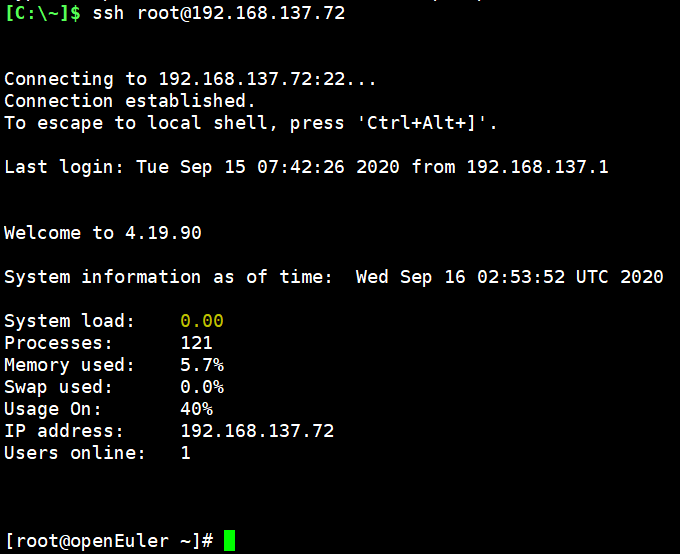 [C:\~]$ ssh root@192.168.137.72
Connecting to 192.168.137.72:22...
Connection established.
To escape to local shell, press 'Ctrl+Alt+]'.
Last login: Tue Sep 15 07:42:26 2020 from 192.168.137.1
Welcome to 4.19.90
System information as of time:  Wed Sep 16 02:53:52 UTC 2020
System load:    0.00
Processes:      121
Memory used:    5.7%
Swap used:      0.0%
Usage On:       40%
IP address:     192.168.137.72
Users online:   1
[root@openEuler ~]#